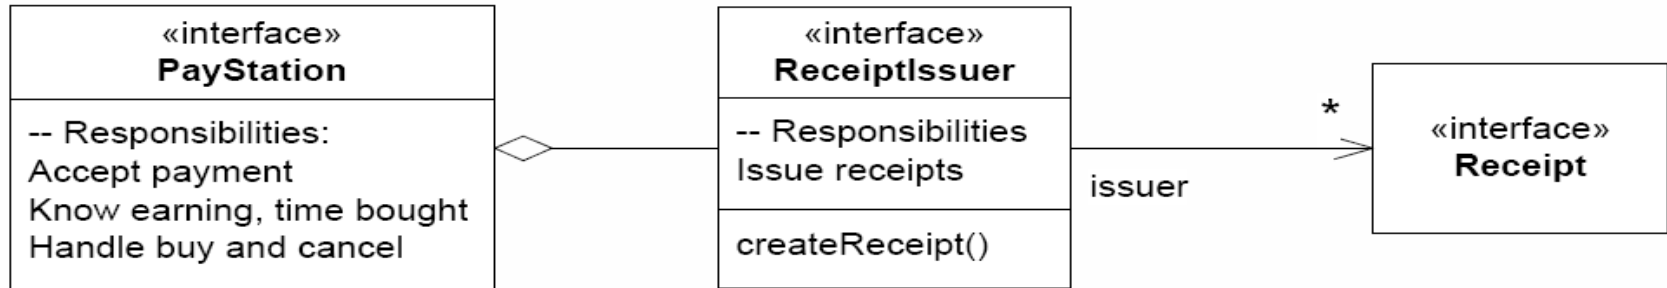 «interface»
PayStation
-- Responsibilities:
Accept payment
Know earning, time bought
Handle buy and cancel
«interface»
ReceiptIssuer
-- Responsibilities
Issue receipts
createReceipt()
issuer
*
«interface»
Receipt